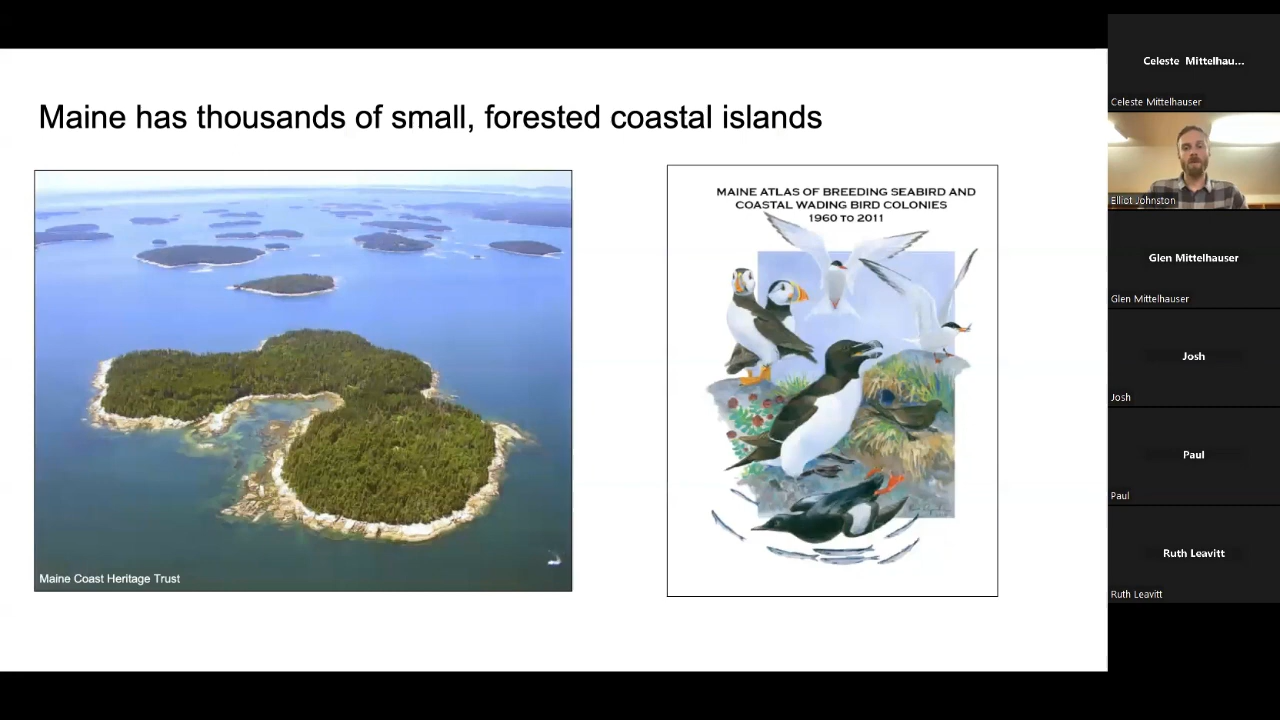 Maine has thousands of small, forested coastal islands
MAINE ATLAS OF BREEDING SEABIRD AND
COASTAL WADING BIRD COLONIES
1960 TO 2011
Maine Coast Heritage Trust
Celeste Mittelhau...
Celeste Mittelhauser
Elliot Johnston
Glen Mittelhauser
Glen Mittelhauser
Josh
Josh
Paul
Paul
Ruth Leavitt
Ruth Leavitt